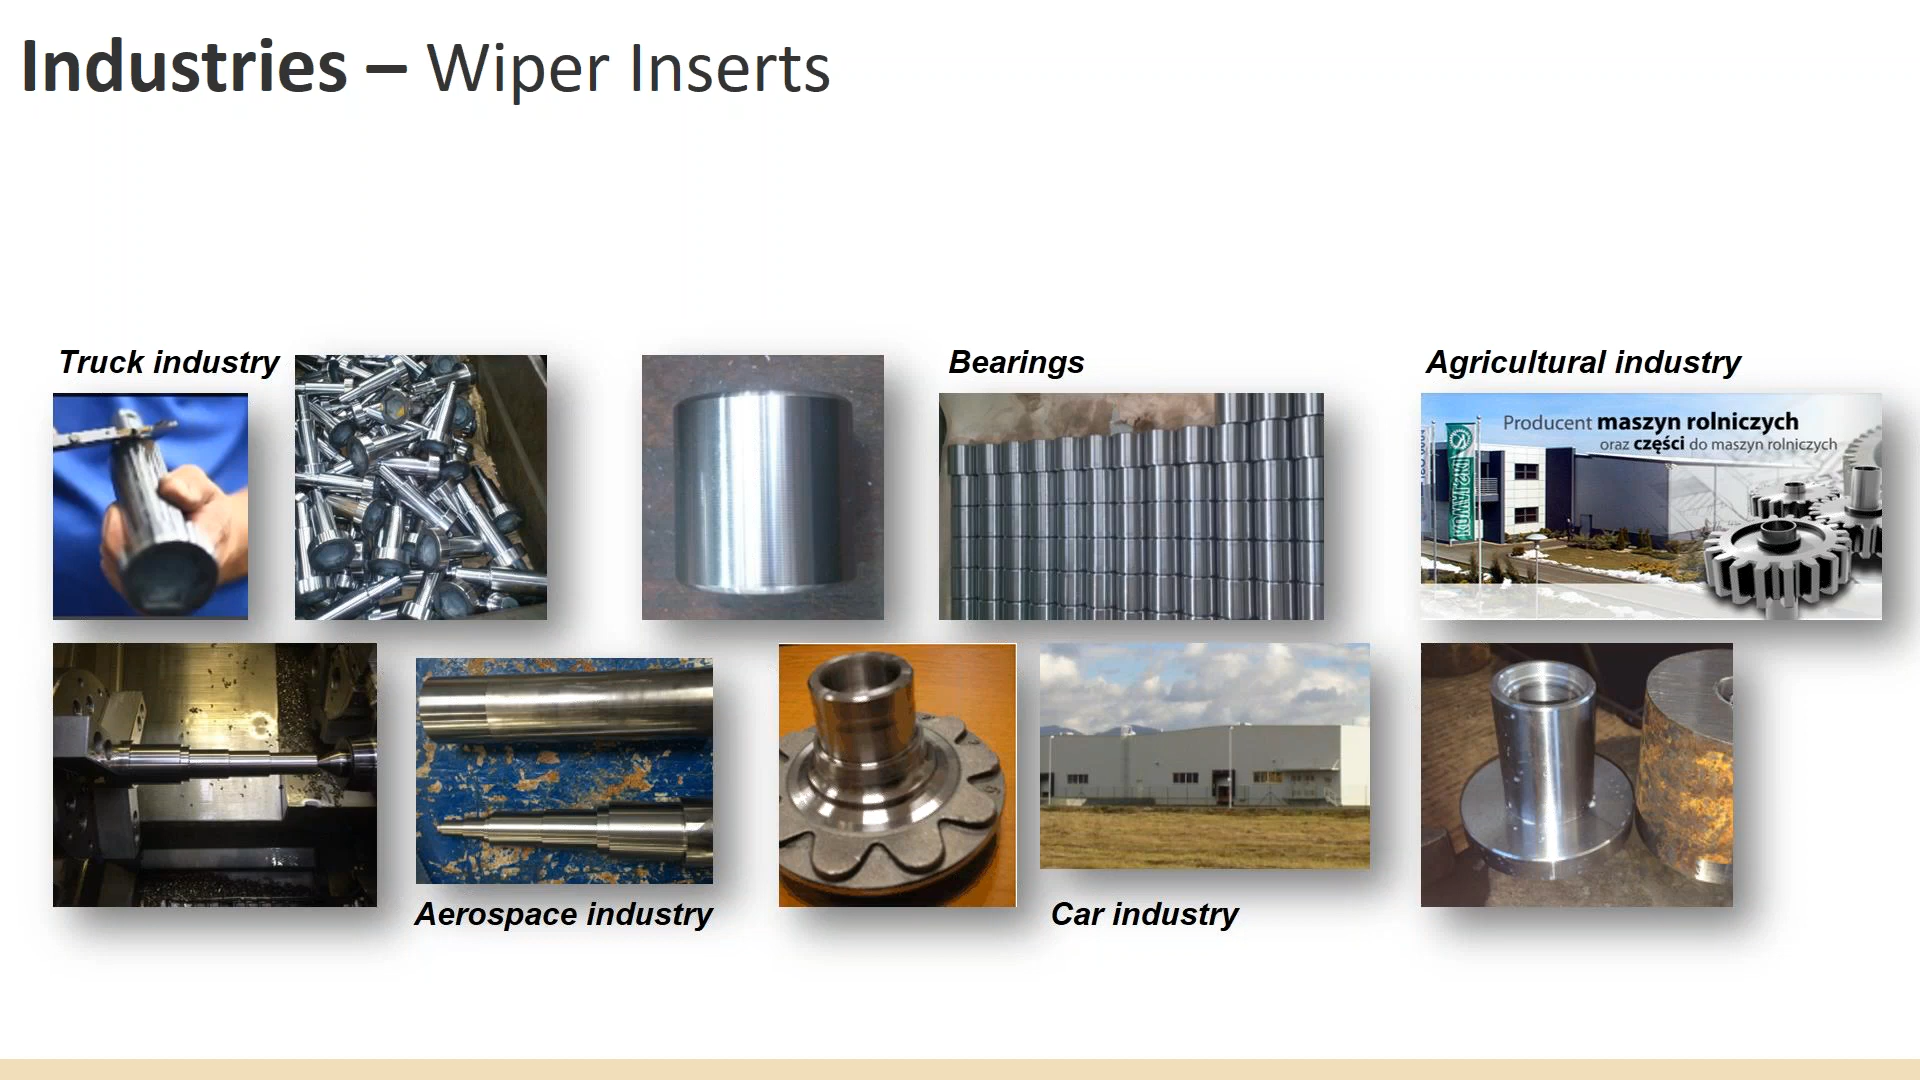 Industries – Wiper Inserts
Truck industry
Bearings
Agricultural industry
Producent maszyn rolniczych
oraz części do maszyn rolniczych
Aerospace industry
Car industry